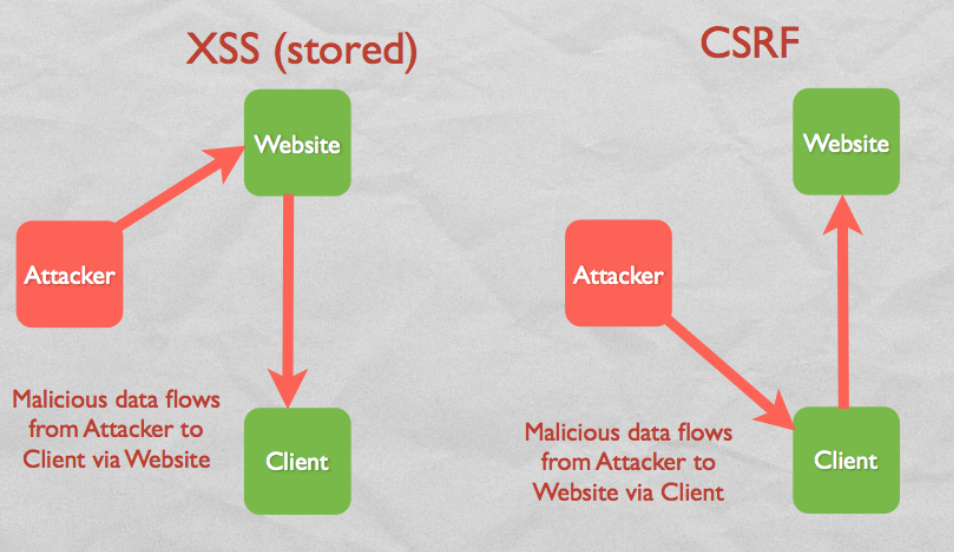 XSS (stored)
Website
Attacker
Malicious data flows
from Attacker to
Client via Website
Client
CSRF
Website
Attacker
Malicious data flows
from Attacker to
Website via Client
Client